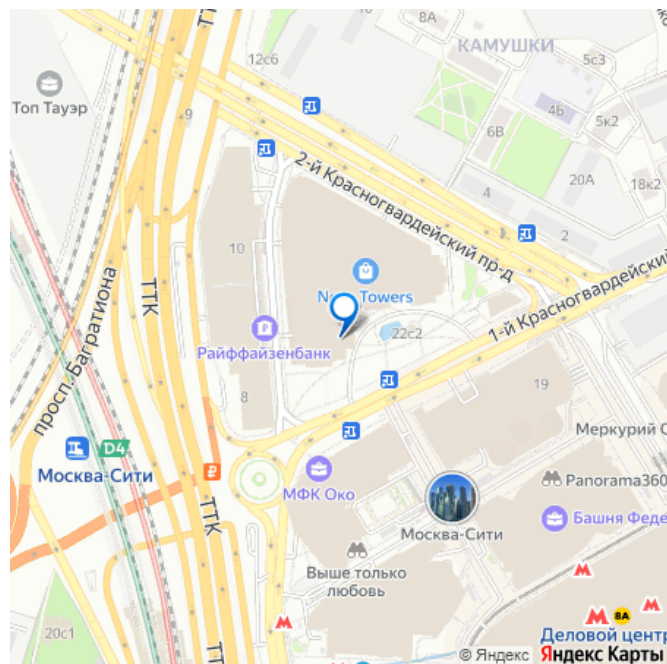 8А
КАМУШКИ
12с6
5с3
Топ Тауэр
9
4Б
5к2
6В
20А
18к2
4
2
2-й Красногвардейский пр-д
10
ТТК
Towers
1-й Красногвардейский
просп. Багратиона
22с2
Райффайзенбанк
8
19
Меркурий С
D4
Москва-Сити
₽
МФК Око
Panorama360
ТТК
Башня Феде
Москва-Сити
Выше только
любовь
20с1
8А
Деловой центр
© Яндекс Яндекс Карты